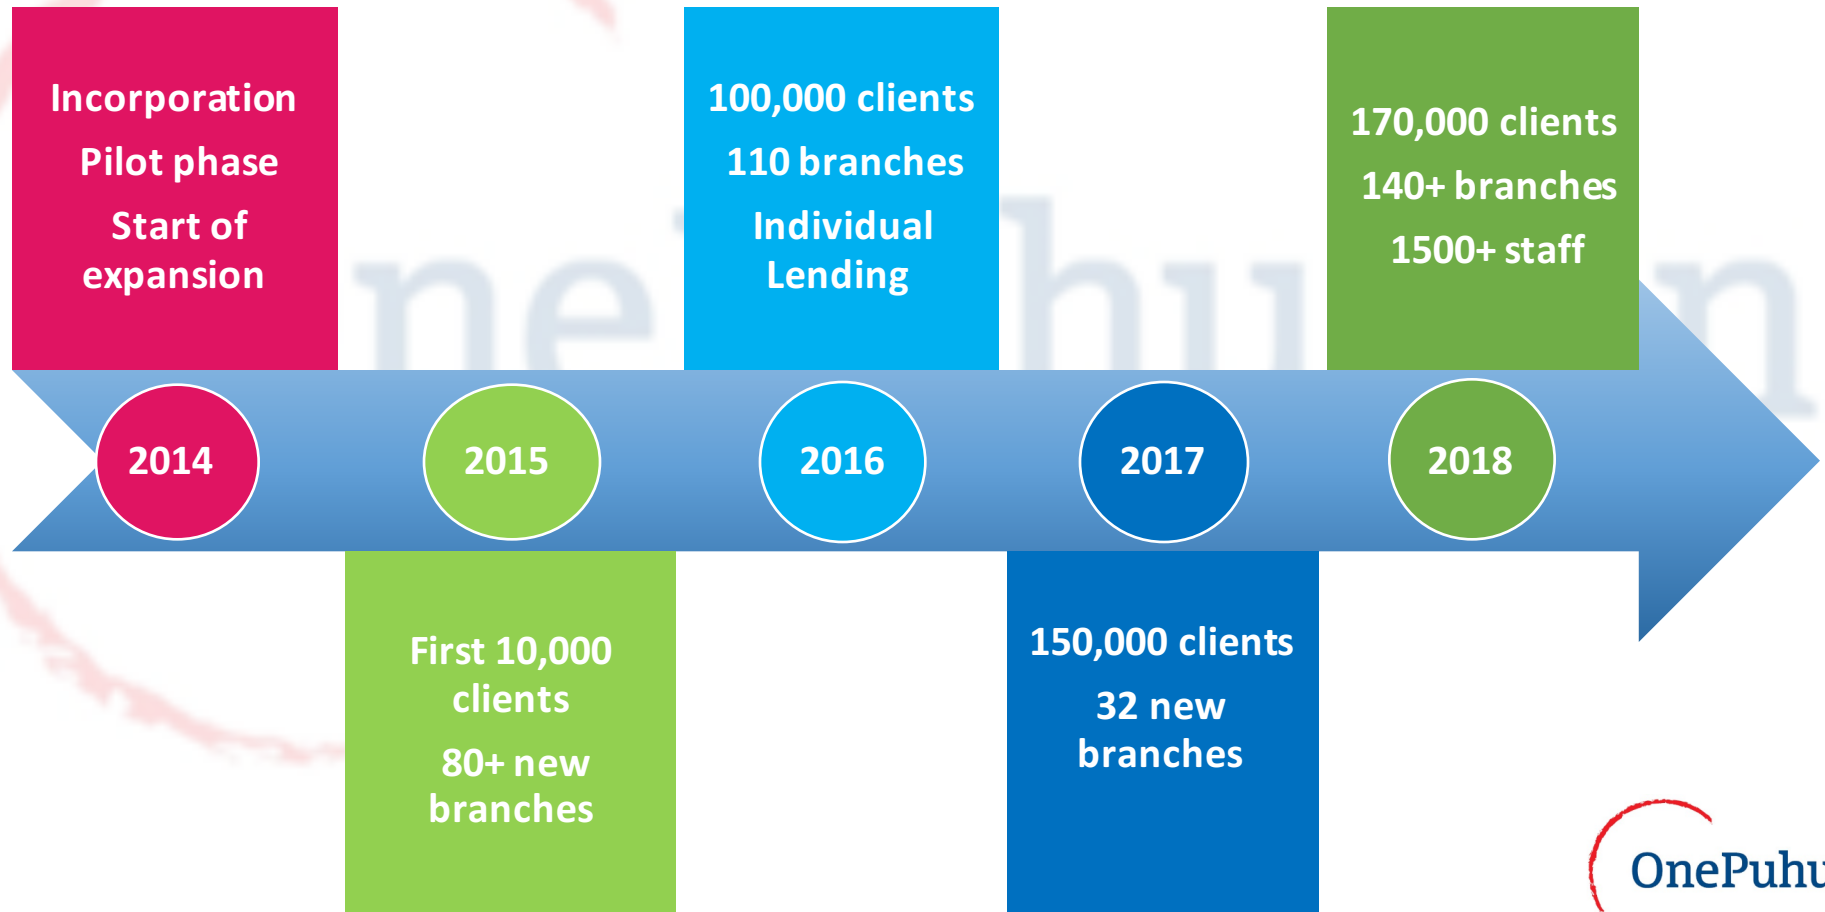 Incorporation
Pilot phase
Start of
expansion
2014
First 10,000
clients
80+ new
branches
2015
100,000 clients
110 branches
Individual
Lending
2016
150,000 clients
32 new
branches
2017
170,000 clients
140+ branches
1500+ staff
2018
OnePuhu